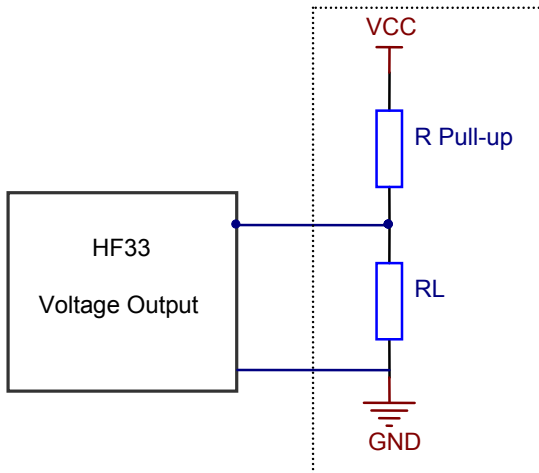 VCC
R Pull-up
HF33
Voltage Output
RL
GND